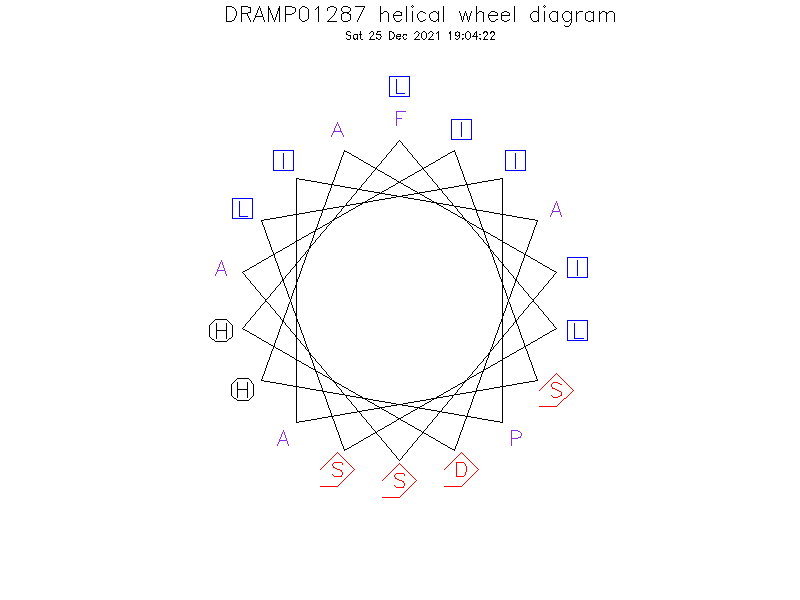 DRAMP01287 helical wheel diagram
Sat 25 Dec 2021 19:04:22
L
A F I
I I
L A
A I
H L
H S
A P
S S D